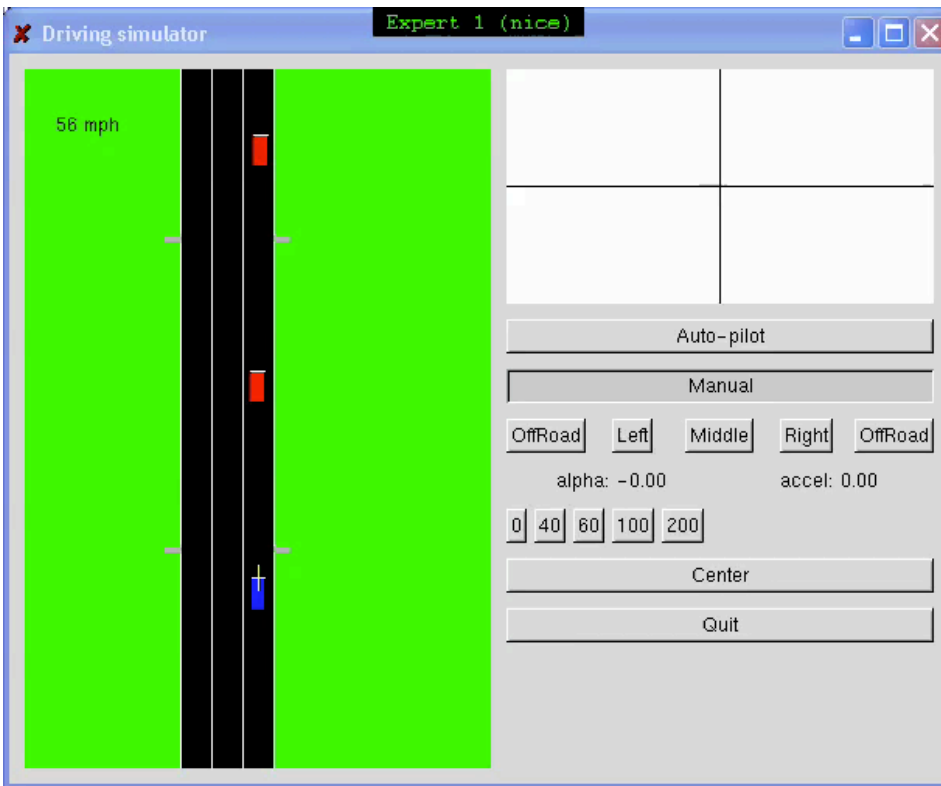 Expert 1 (nice)
Driving simulator
56 mph
Auto-pilot
Manual
OffRoad Left Middle Right OffRoad
alpha: -0.00 accel: 0.00
0 40 60 100 200
Center
Quit